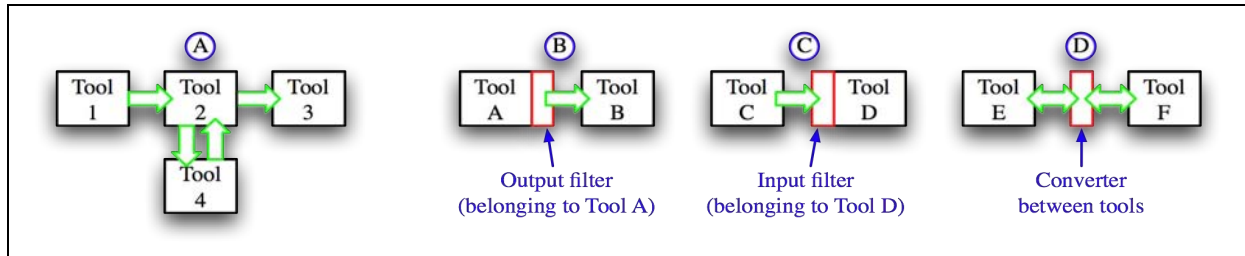 A
Tool
1
Tool
2
Tool
3
Tool
4
B
Tool
A
Tool
B
Output filter
(belonging to Tool A)
C
Tool
C
Tool
D
Input filter
(belonging to Tool D)
D
Tool
E
Tool
F
Converter
between tools